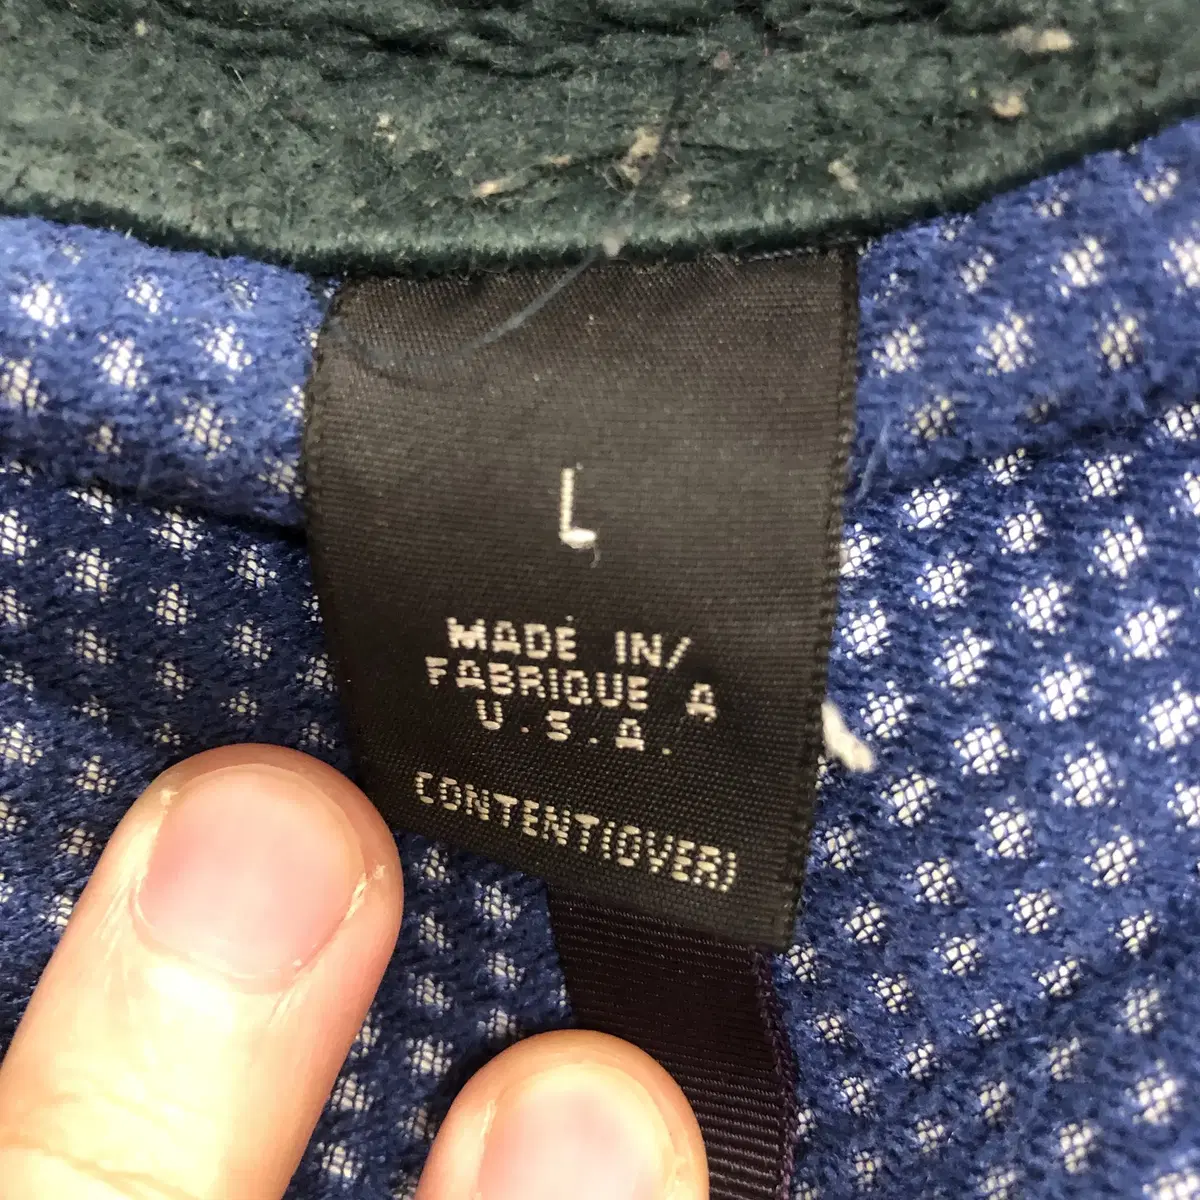 L
MADE IN/
FABRIQUE A
U.S.A.
CONTENT(OVER)